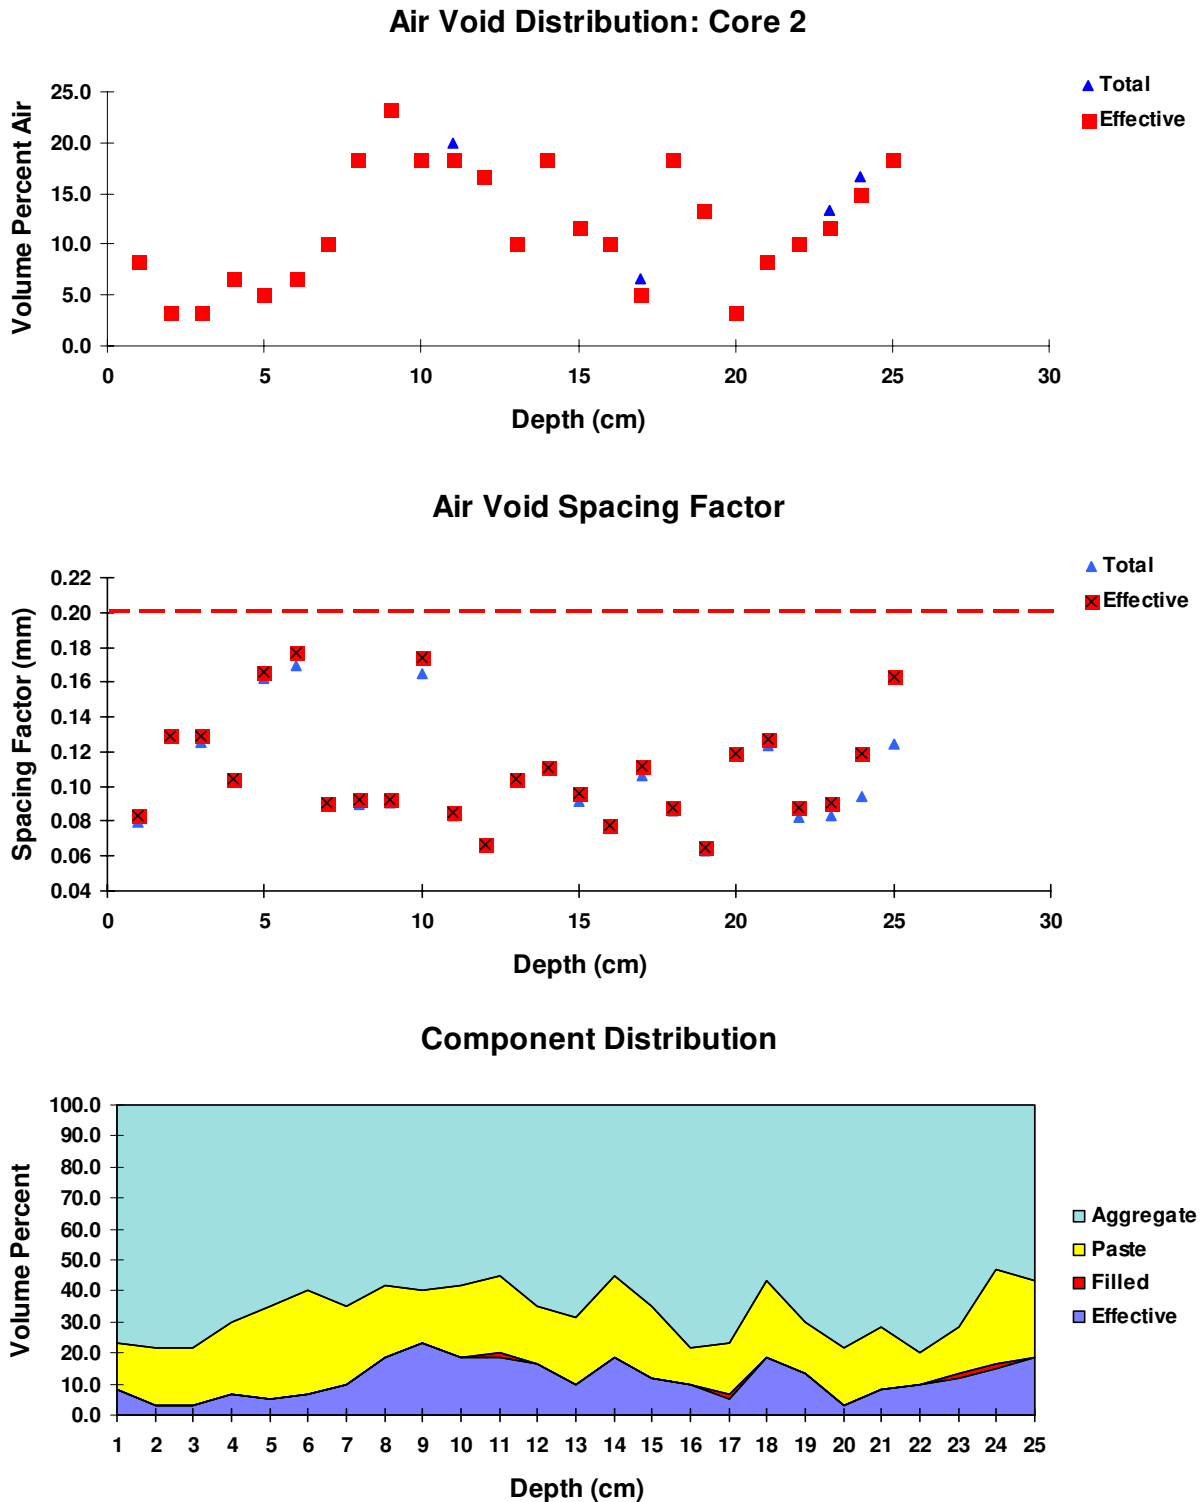 Air Void Distribution: Core 2
Total
Effective
Volume Percent Air
25.0
20.0
15.0
10.0
5.0
0.0
0 5 10 15 20 25 30
Depth (cm)
Air Void Spacing Factor
Total
Effective
Spacing Factor (mm)
0.22
0.20
0.18
0.16
0.14
0.12
0.10
0.08
0.06
0.04
0 5 10 15 20 25 30
Depth (cm)
Component Distribution
Volume Percent
100.0
90.0
80.0
70.0
60.0
50.0
40.0
30.0
20.0
10.0
0.0
Aggregate
Paste
Filled
Effective
1 2 3 4 5 6 7 8 9 10 11 12 13 14 15 16 17 18 19 20 21 22 23 24 25
Depth (cm)